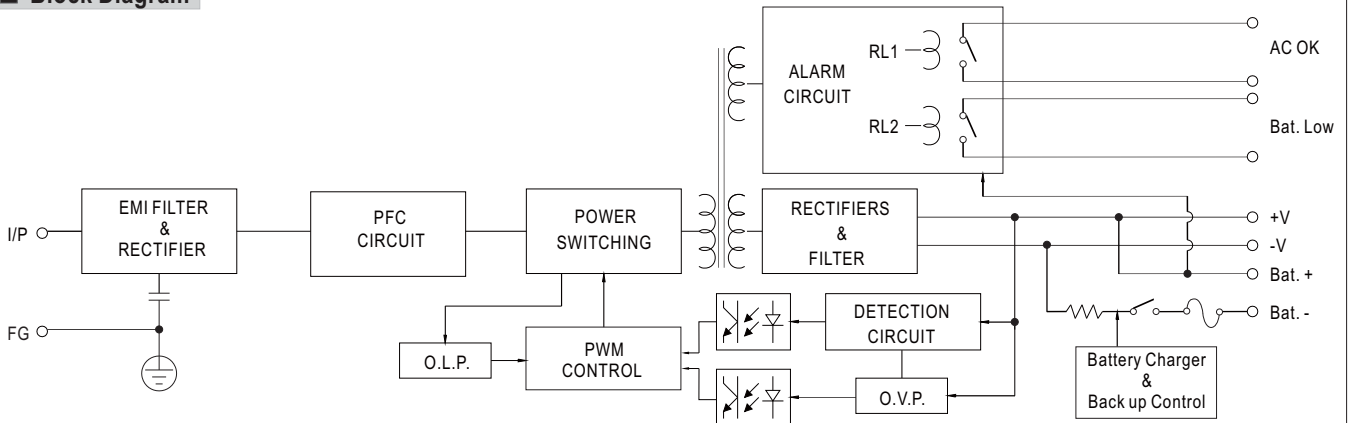 Block Diagram
I/P
FG
EMI FILTER
&
RECTIFIER
PFC
CIRCUIT
POWER
SWITCHING
O.L.P.
PWM
CONTROL
ALARM
CIRCUIT
RL1
RL2
RECTIFIERS
&
FILTER
DETECTION
CIRCUIT
O.V.P.
Battery Charger
&
Back up Control
AC OK
Bat. Low
+V
-V
Bat. +
Bat. -